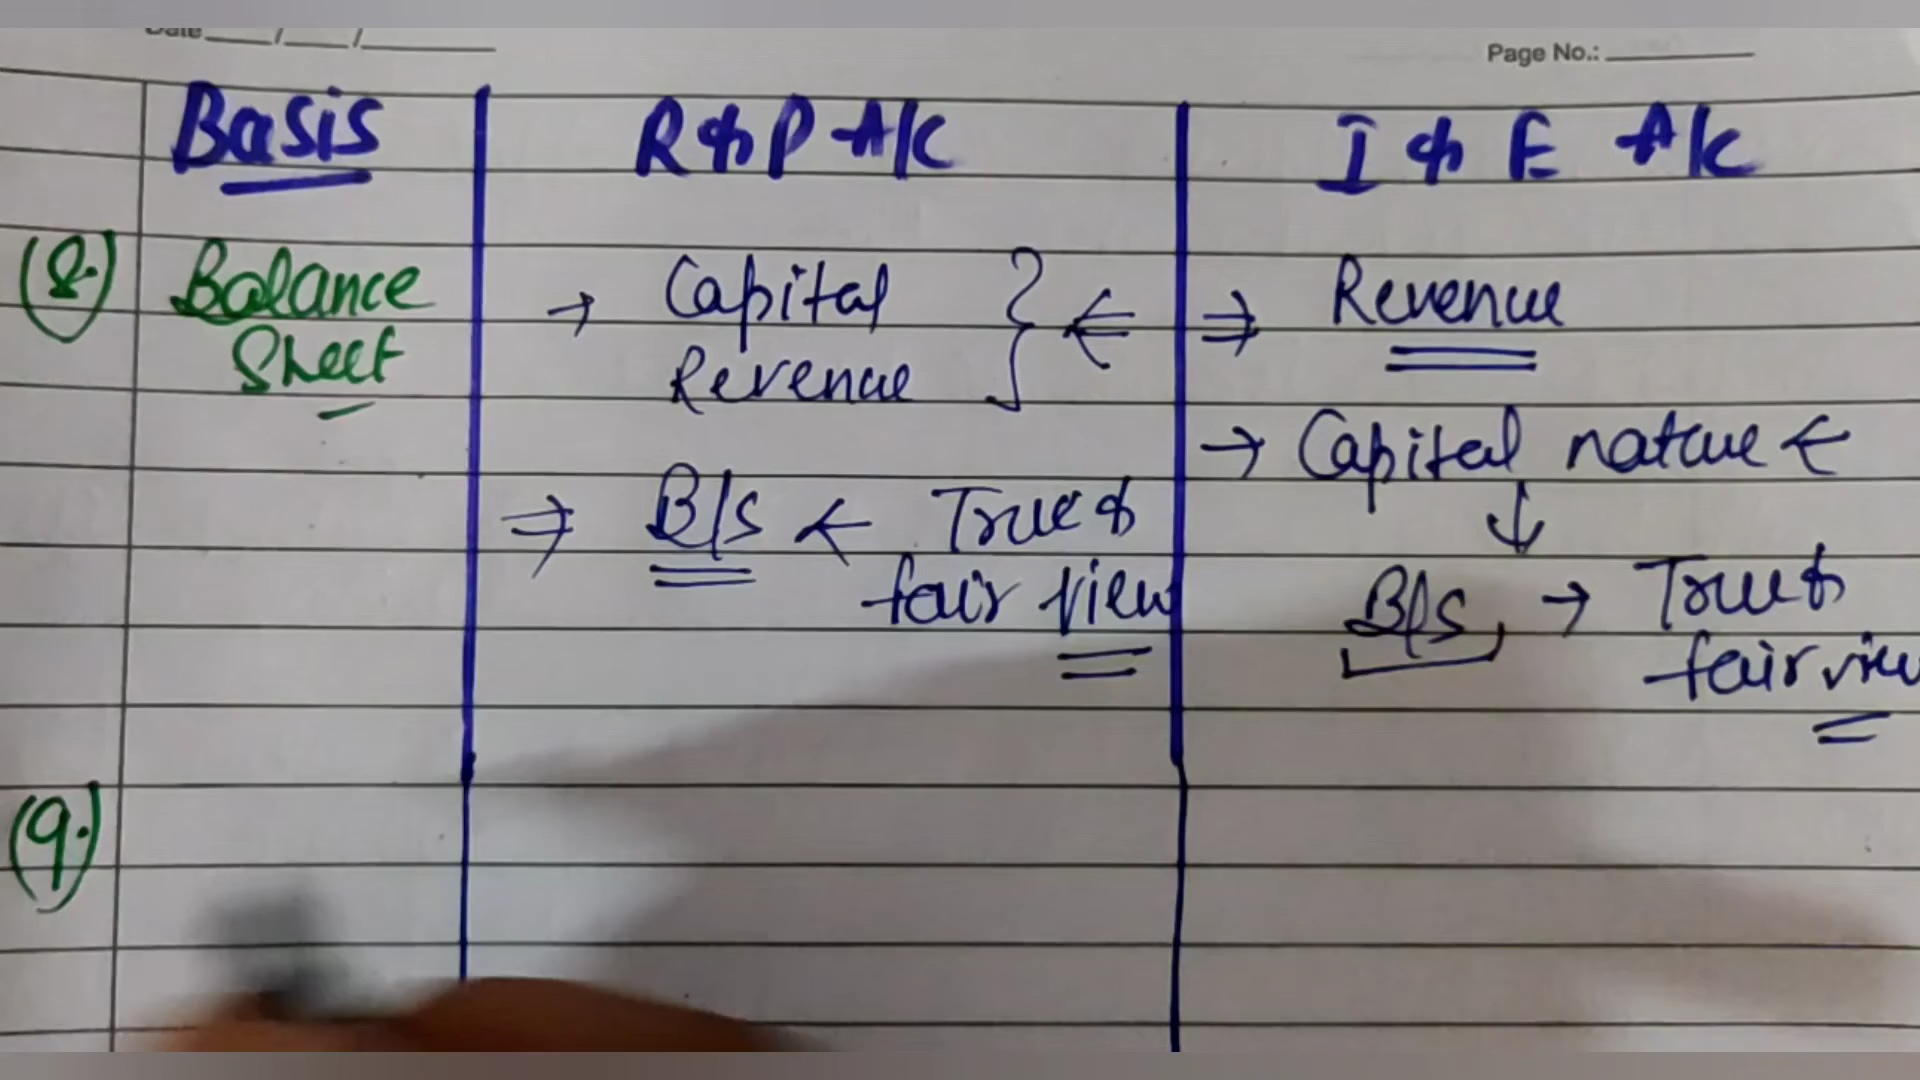 Date / /
Page No.:
Basis R & P A/c I & E A/c
(8.) Balance Sheet
→ Capital
Revenue } ⇐
⇒ B/s ← True &
fair view
⇒ Revenue
→ Capital nature ←
↓
B/s → True &
fair view
(9.)